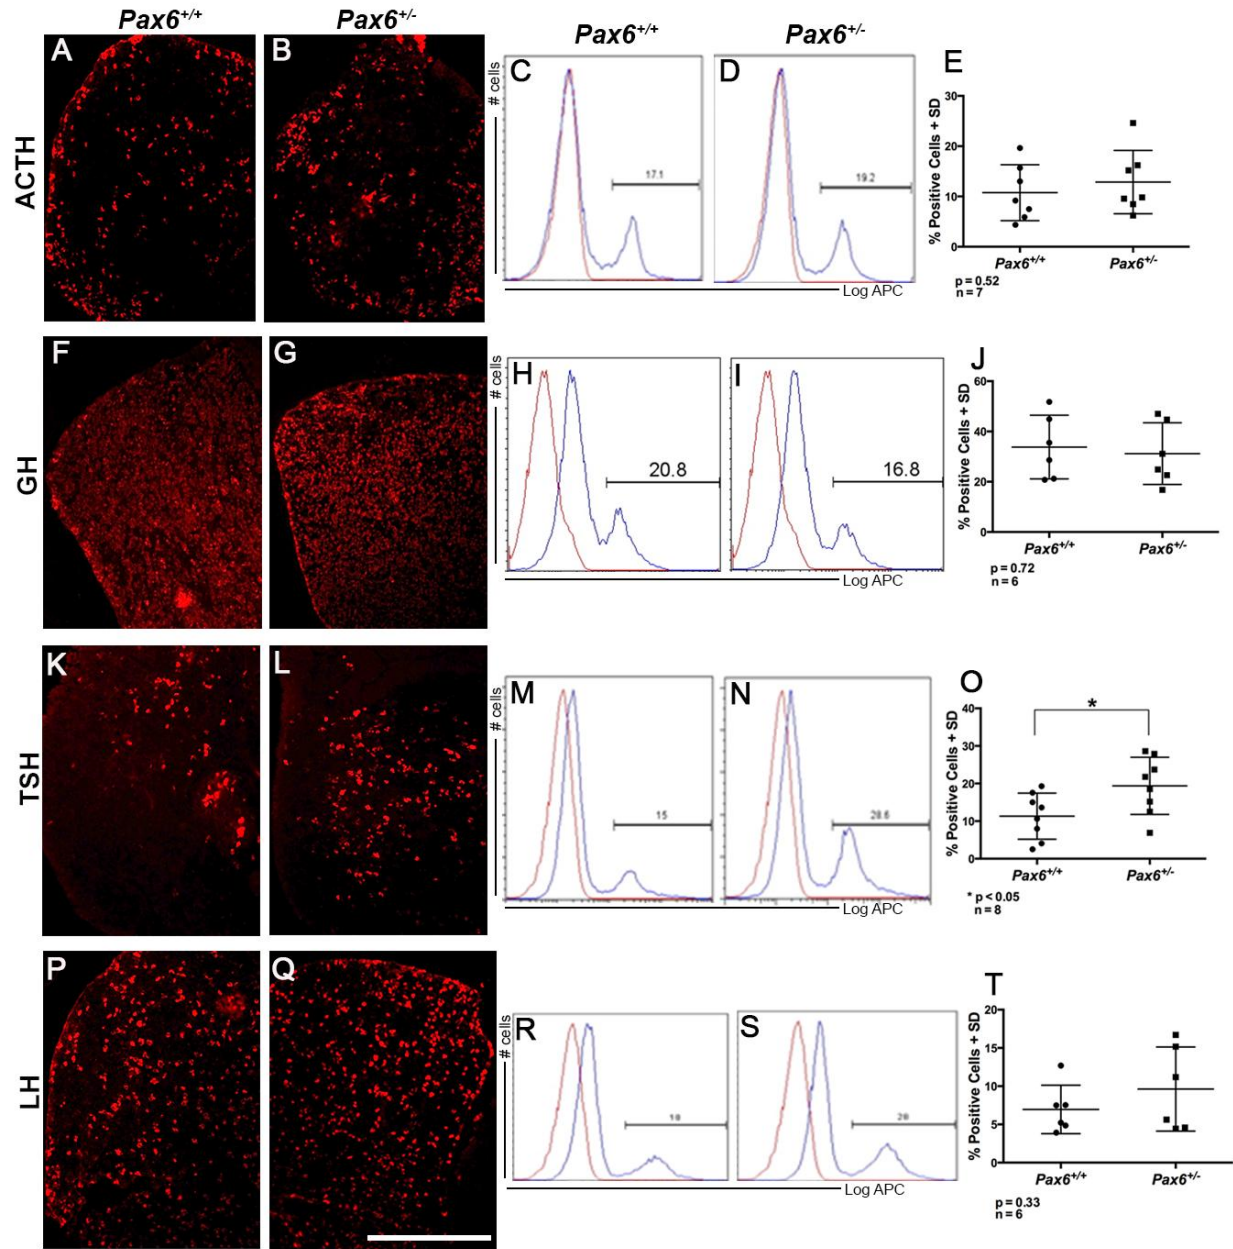 Pax6+/+ Pax6+/- Pax6+/+ Pax6+/-
ACTH
A B C D E
# cells
17.1
19.2
Log APC
% Positive Cells + SD
30
20
10
0
Pax6+/+ Pax6+/-
p = 0.52
n = 7
GH
F G H I J
# cells
20.8
16.8
Log APC
% Positive Cells + SD
60
40
20
0
Pax6+/+ Pax6+/-
p = 0.72
n = 6
TSH
K L M N O
# cells
15
28.6
Log APC
% Positive Cells + SD
40
30
20
10
0
*
Pax6+/+ Pax6+/-
* p < 0.05
n = 8
LH
P Q R S T
# cells
Log APC
% Positive Cells + SD
20
15
10
5
0
Pax6+/+ Pax6+/-
p = 0.33
n = 6